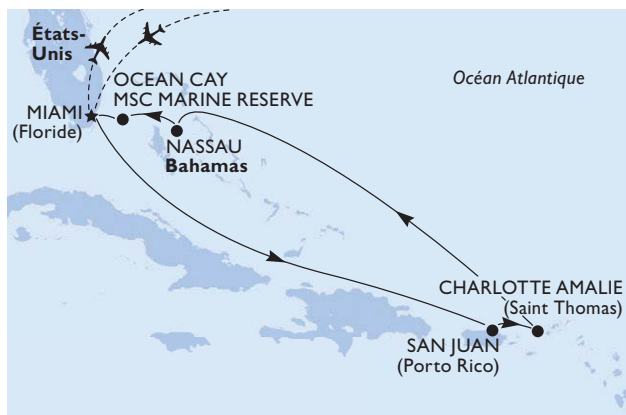 États-
Unis
OCEAN CAY
MSC MARINE RESERVE
Océan Atlantique
MIAMI
(Floride)
NASSAU
Bahamas
CHARLOTTE AMALIE
(Saint Thomas)
SAN JUAN
(Porto Rico)